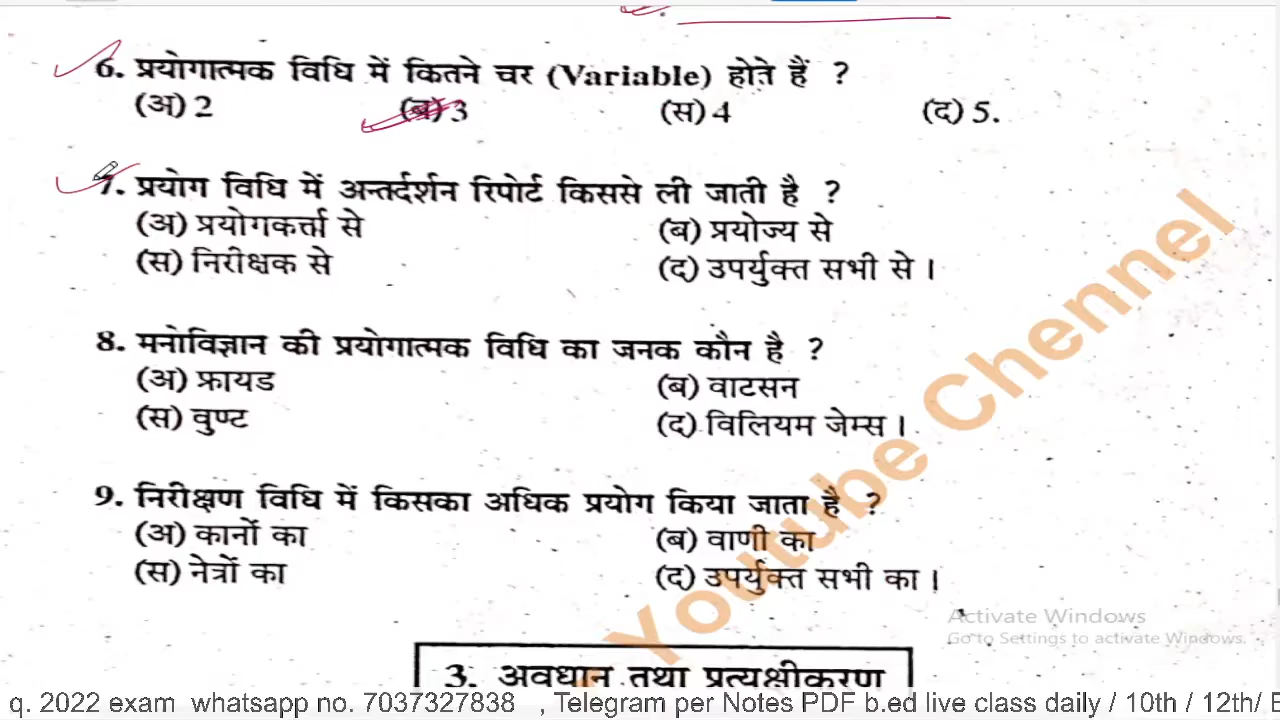 6. प्रयोगात्मक विधि में कितने चर (Variable) होते हैं ?
(अ) 2 (ब) 3 (स) 4 (द) 5.
7. प्रयोग विधि में अन्तर्दर्शन रिपोर्ट किससे ली जाती है ?
(अ) प्रयोगकर्त्ता से (ब) प्रयोज्य से
(स) निरीक्षक से (द) उपर्युक्त सभी से ।
8. मनोविज्ञान की प्रयोगात्मक विधि का जनक कौन है ?
(अ) फ्रायड (ब) वाटसन
(स) वुण्ट (द) विलियम जेम्स ।
9. निरीक्षण विधि में किसका अधिक प्रयोग किया जाता है ?
(अ) कानों का (ब) वाणी का
(स) नेत्रों का (द) उपर्युक्त सभी का ।
Youtube Chennel
Activate Windows
Go to Settings to activate Windows.
3. अवधान तथा प्रत्यक्षीकरण
q. 2022 exam whatsapp no. 7037327838 , Telegram per Notes PDF b.ed live class daily / 10th / 12th/